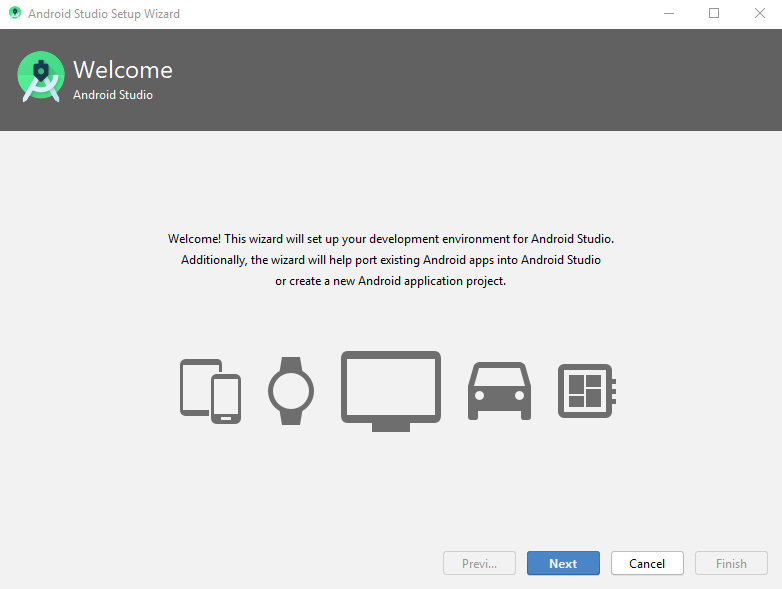 Android Studio Setup Wizard
Welcome
Android Studio
Welcome! This wizard will set up your development environment for Android Studio.
Additionally, the wizard will help port existing Android apps into Android Studio
or create a new Android application project.
Previ... Next Cancel Finish